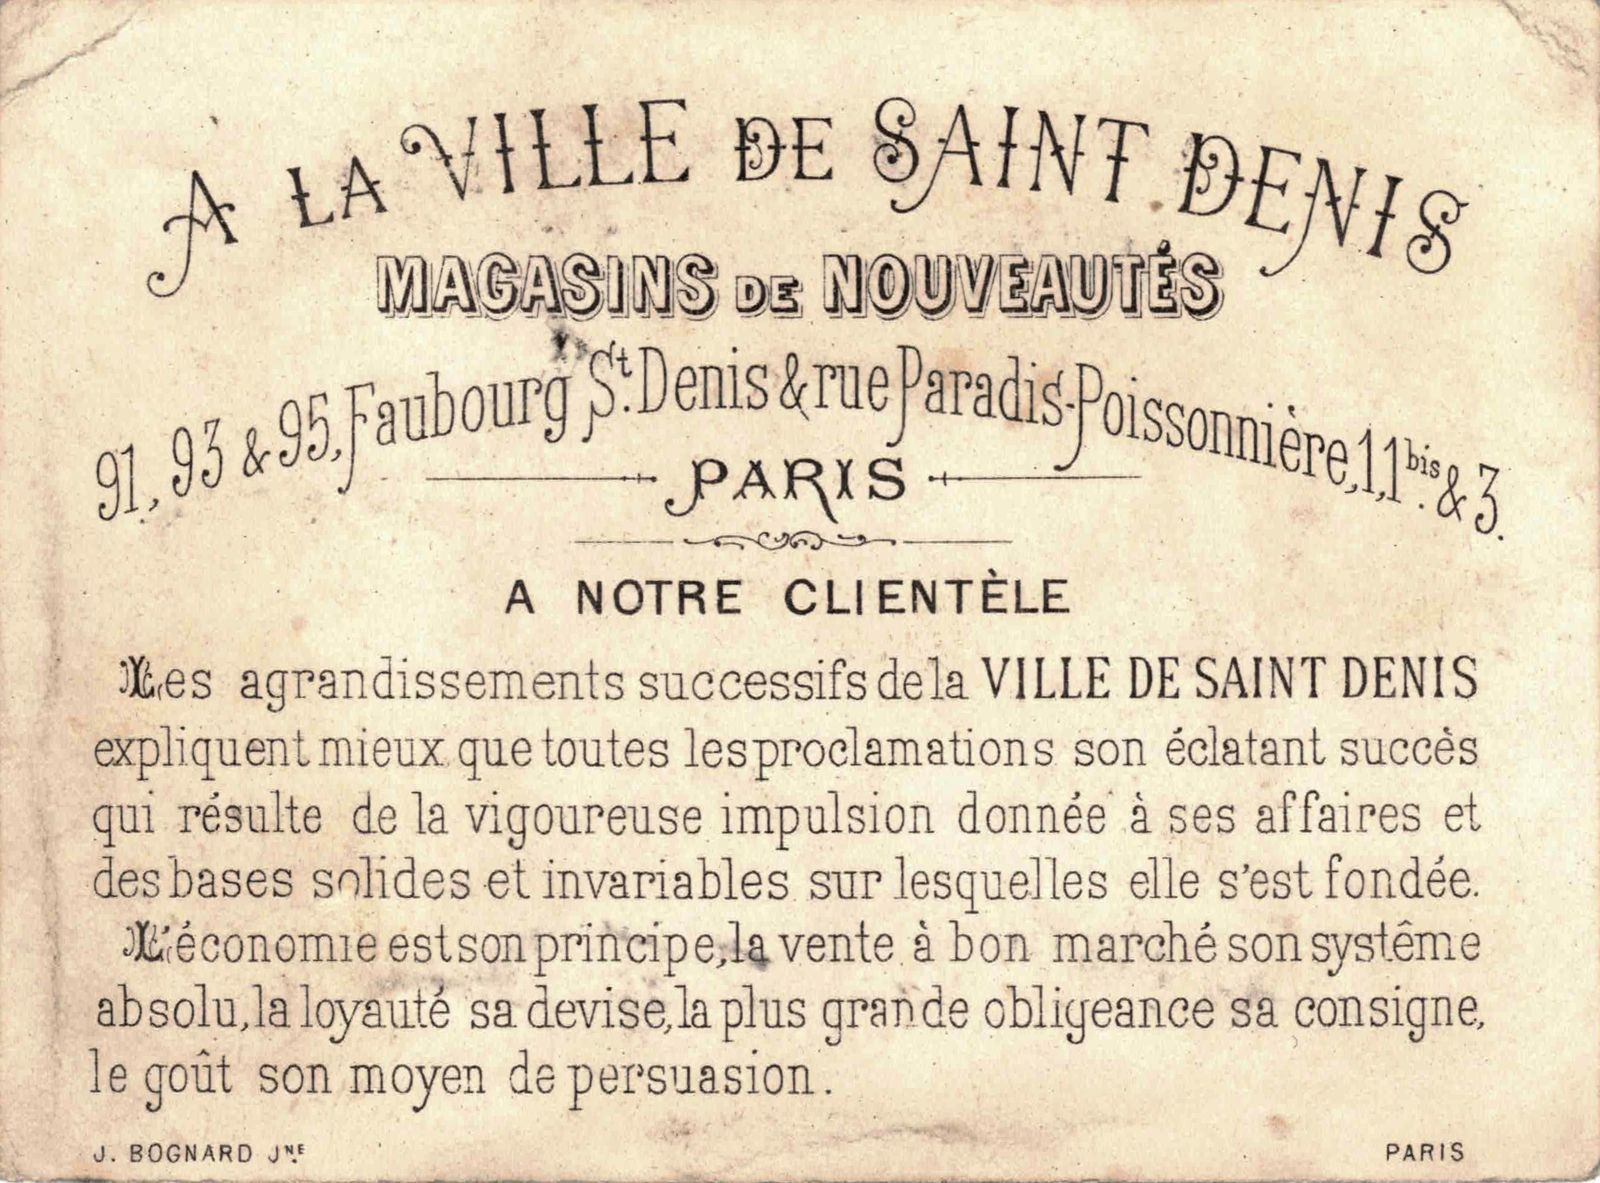 A LA VILLE DE SAINT DENIS
MAGASINS DE NOUVEAUTÉS
91, 93 & 95, Faubourg St. Denis & rue Paradis-Poissonnière, 1, 1bis. & 3.
PARIS
A NOTRE CLIENTÈLE
Les agrandissements successifs de la VILLE DE SAINT DENIS
expliquent mieux que toutes les proclamations son éclatant succès
qui résulte de la vigoureuse impulsion donnée à ses affaires et
des bases solides et invariables sur lesquelles elle s'est fondée.
L'économie est son principe, la vente à bon marché son systême
absolu, la loyauté sa devise, la plus grande obligeance sa consigne,
le goût son moyen de persuasion.
J. BOGNARD JNE. PARIS